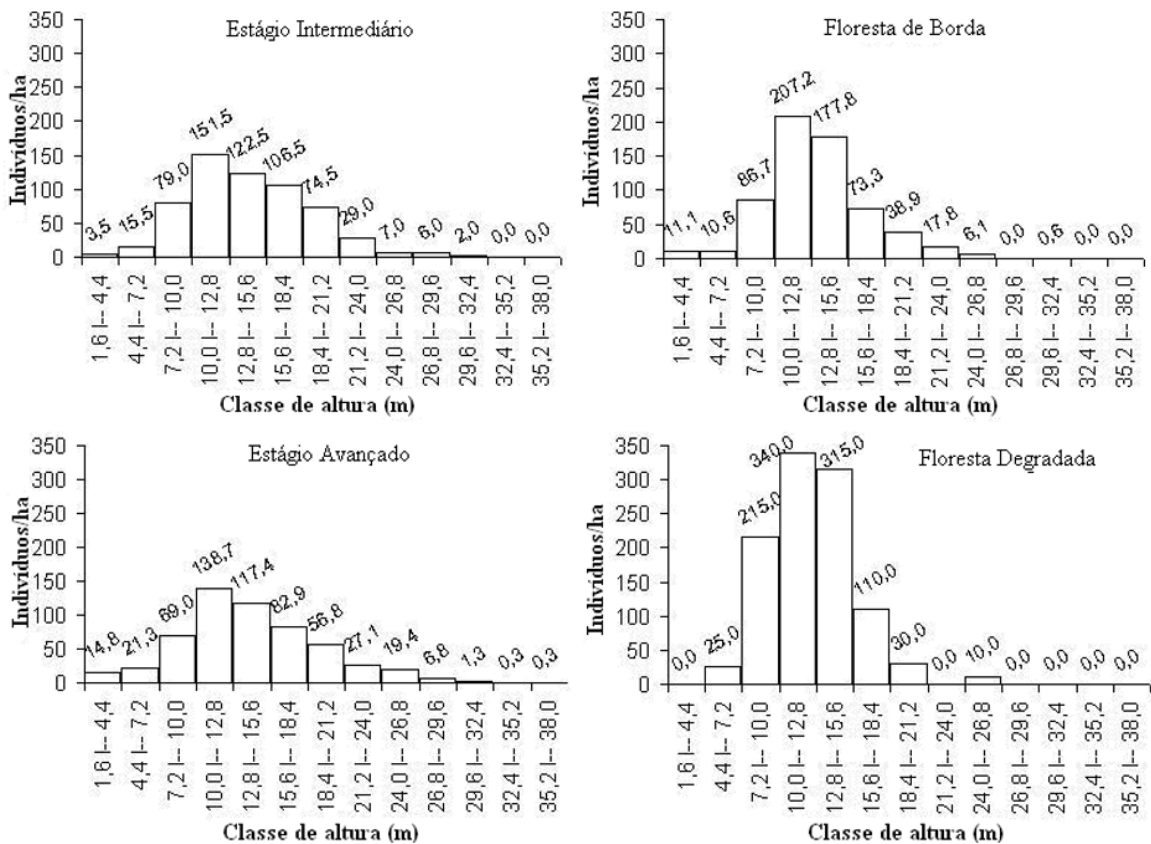 Estágio Intermediário
Indivíduos/ha
350
300
250
200
150
100
50
0
3,5
15,5
79,0
151,5
122,5
106,5
74,5
29,0
7,0
6,0
2,0
0,0
0,0
1,6 I-- 4,4
4,4 I-- 7,2
7,2 I-- 10,0
10,0 I-- 12,8
12,8 I-- 15,6
15,6 I-- 18,4
18,4 I-- 21,2
21,2 I-- 24,0
24,0 I-- 26,8
26,8 I-- 29,6
29,6 I-- 32,4
32,4 I-- 35,2
35,2 I-- 38,0
Classe de altura (m)
Floresta de Borda
Indivíduos/ha
350
300
250
200
150
100
50
0
11,1
10,6
86,7
207,2
177,8
73,3
38,9
17,8
6,1
0,0
0,6
0,0
0,0
1,6 I-- 4,4
4,4 I-- 7,2
7,2 I-- 10,0
10,0 I-- 12,8
12,8 I-- 15,6
15,6 I-- 18,4
18,4 I-- 21,2
21,2 I-- 24,0
24,0 I-- 26,8
26,8 I-- 29,6
29,6 I-- 32,4
32,4 I-- 35,2
35,2 I-- 38,0
Classe de altura (m)
Estágio Avançado
Indivíduos/ha
350
300
250
200
150
100
50
0
14,8
21,3
69,0
138,7
117,4
82,9
56,8
27,1
19,4
6,8
1,3
0,3
0,3
1,6 I-- 4,4
4,4 I-- 7,2
7,2 I-- 10,0
10,0 I-- 12,8
12,8 I-- 15,6
15,6 I-- 18,4
18,4 I-- 21,2
21,2 I-- 24,0
24,0 I-- 26,8
26,8 I-- 29,6
29,6 I-- 32,4
32,4 I-- 35,2
35,2 I-- 38,0
Classe de altura (m)
Floresta Degradada
Indivíduos/ha
350
300
250
200
150
100
50
0
0,0
25,0
215,0
340,0
315,0
110,0
30,0
0,0
10,0
0,0
0,0
0,0
0,0
1,6 I-- 4,4
4,4 I-- 7,2
7,2 I-- 10,0
10,0 I-- 12,8
12,8 I-- 15,6
15,6 I-- 18,4
18,4 I-- 21,2
21,2 I-- 24,0
24,0 I-- 26,8
26,8 I-- 29,6
29,6 I-- 32,4
32,4 I-- 35,2
35,2 I-- 38,0
Classe de altura (m)